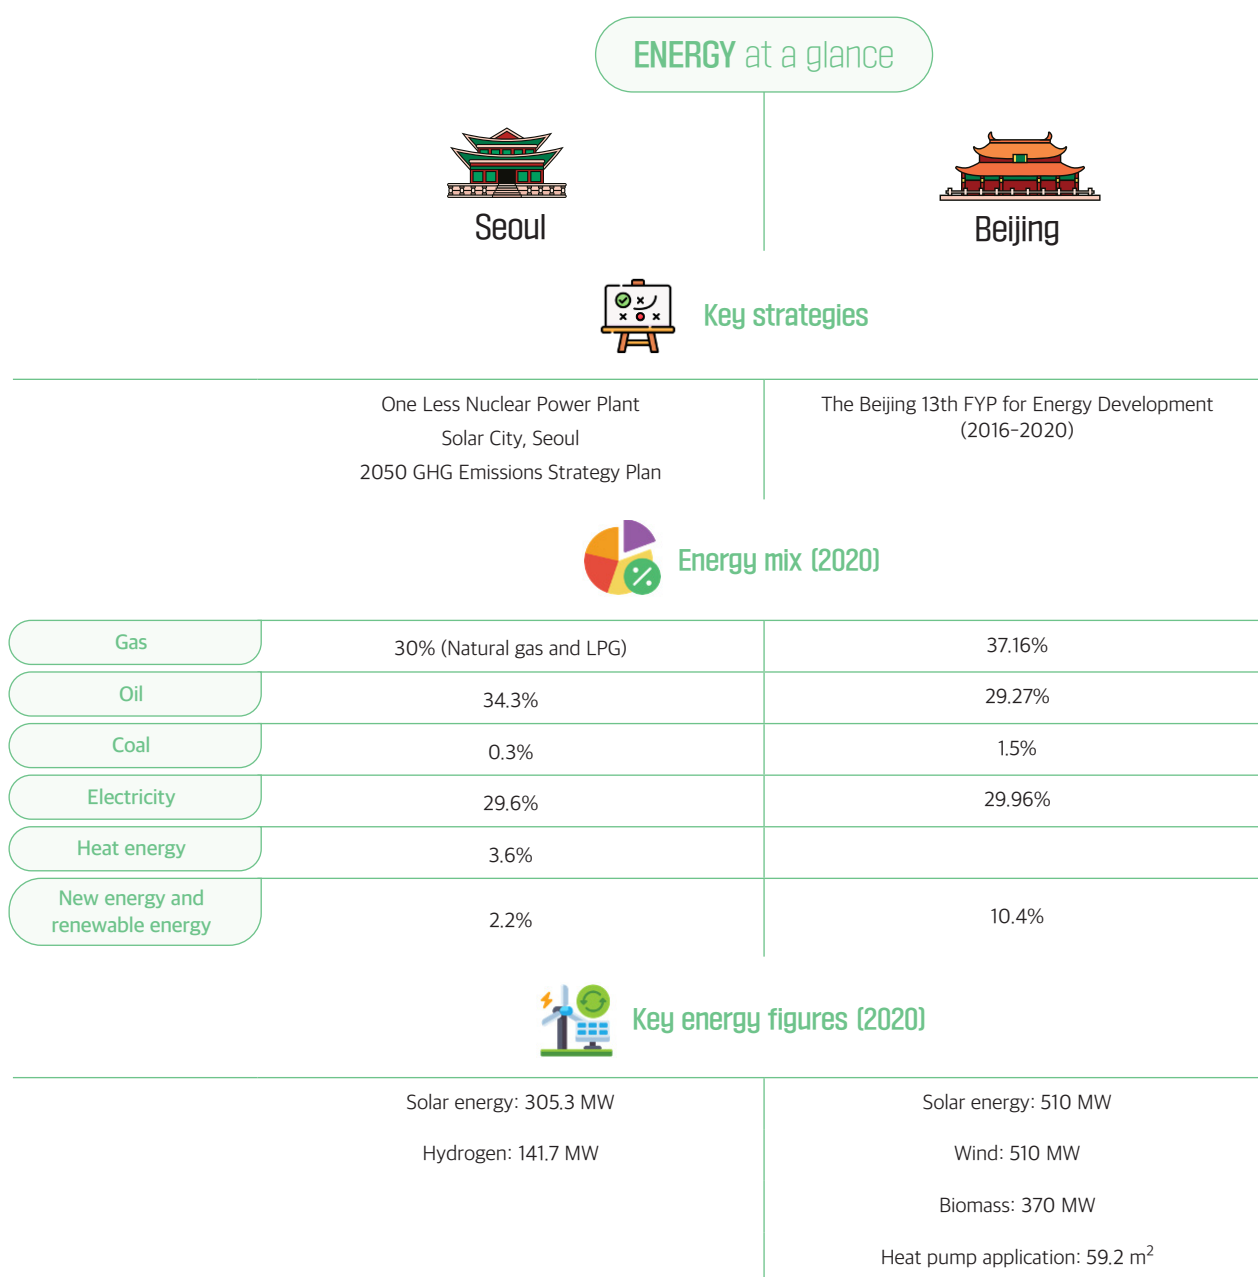 ENERGY at a glance
Seoul
Beijing
Key strategies
One Less Nuclear Power Plant
Solar City, Seoul
2050 GHG Emissions Strategy Plan
The Beijing 13th FYP for Energy Development
(2016-2020)
Energy mix (2020)
Gas
30% (Natural gas and LPG)
37.16%
Oil
34.3%
29.27%
Coal
0.3%
1.5%
Electricity
29.6%
29.96%
Heat energy
3.6%
New energy and
renewable energy
2.2%
10.4%
Key energy figures (2020)
Solar energy: 305.3 MW
Hydrogen: 141.7 MW
Solar energy: 510 MW
Wind: 510 MW
Biomass: 370 MW
Heat pump application: 59.2 m²